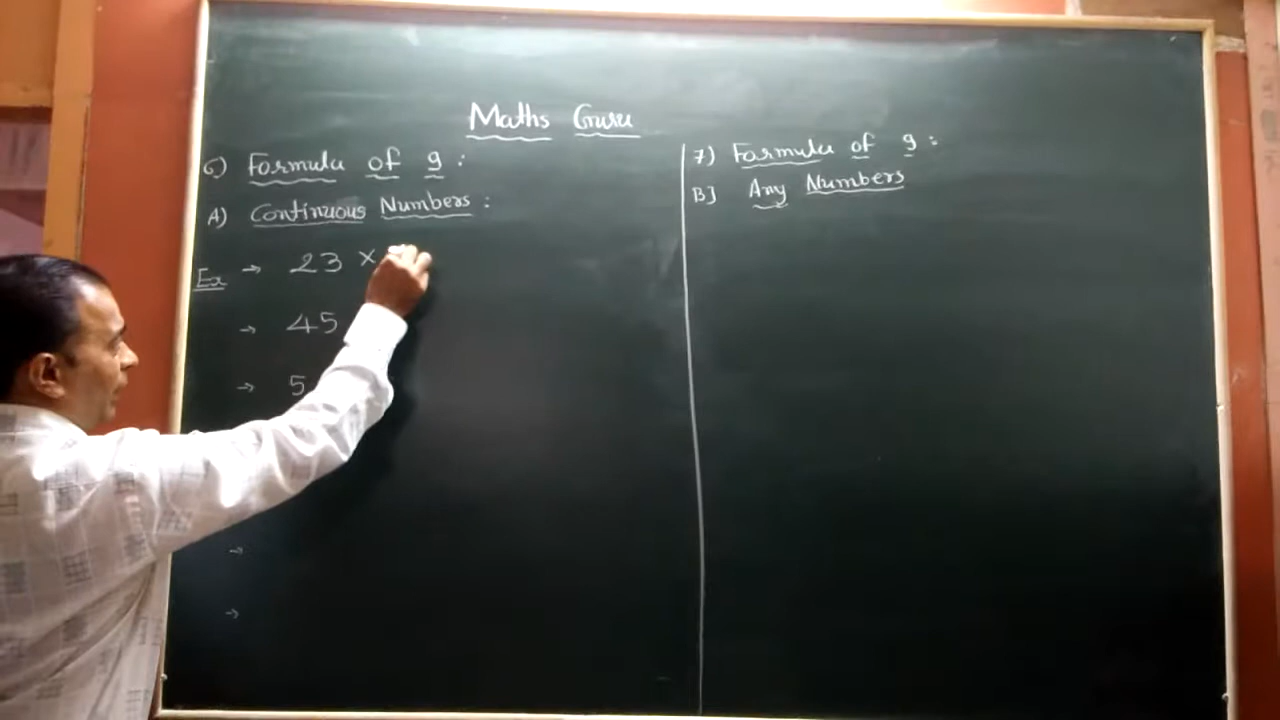 Maths Guru
6) Formula of 9 :
A) Continuous Numbers :
Ex → 23 ×
→ 45
→ 5
→
→
7) Formula of 9 :
B] Any Numbers